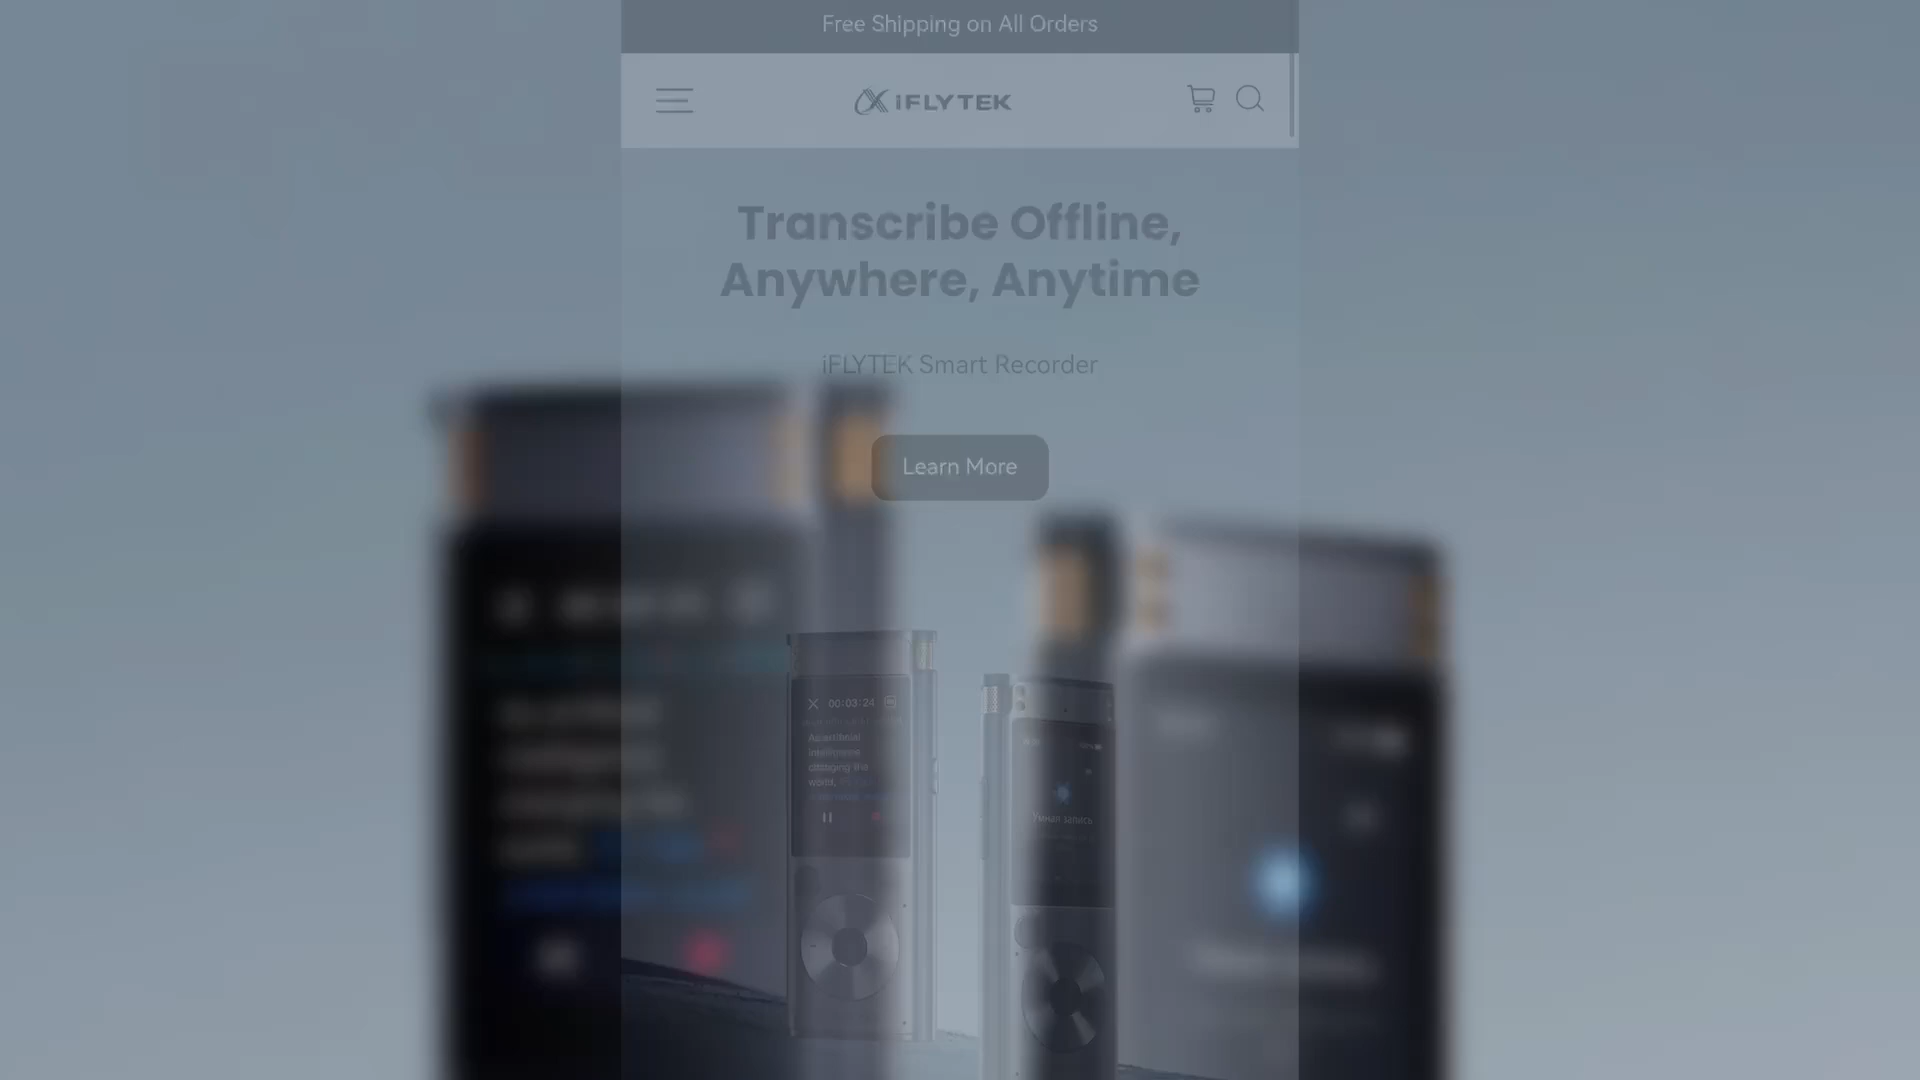 Free Shipping on All Orders
iFLYTEK
Transcribe Offline,
Anywhere, Anytime
iFLYTEK Smart Recorder
Learn More
00:03:24
As artificial
intelligence
changing the
world,
Умная запись